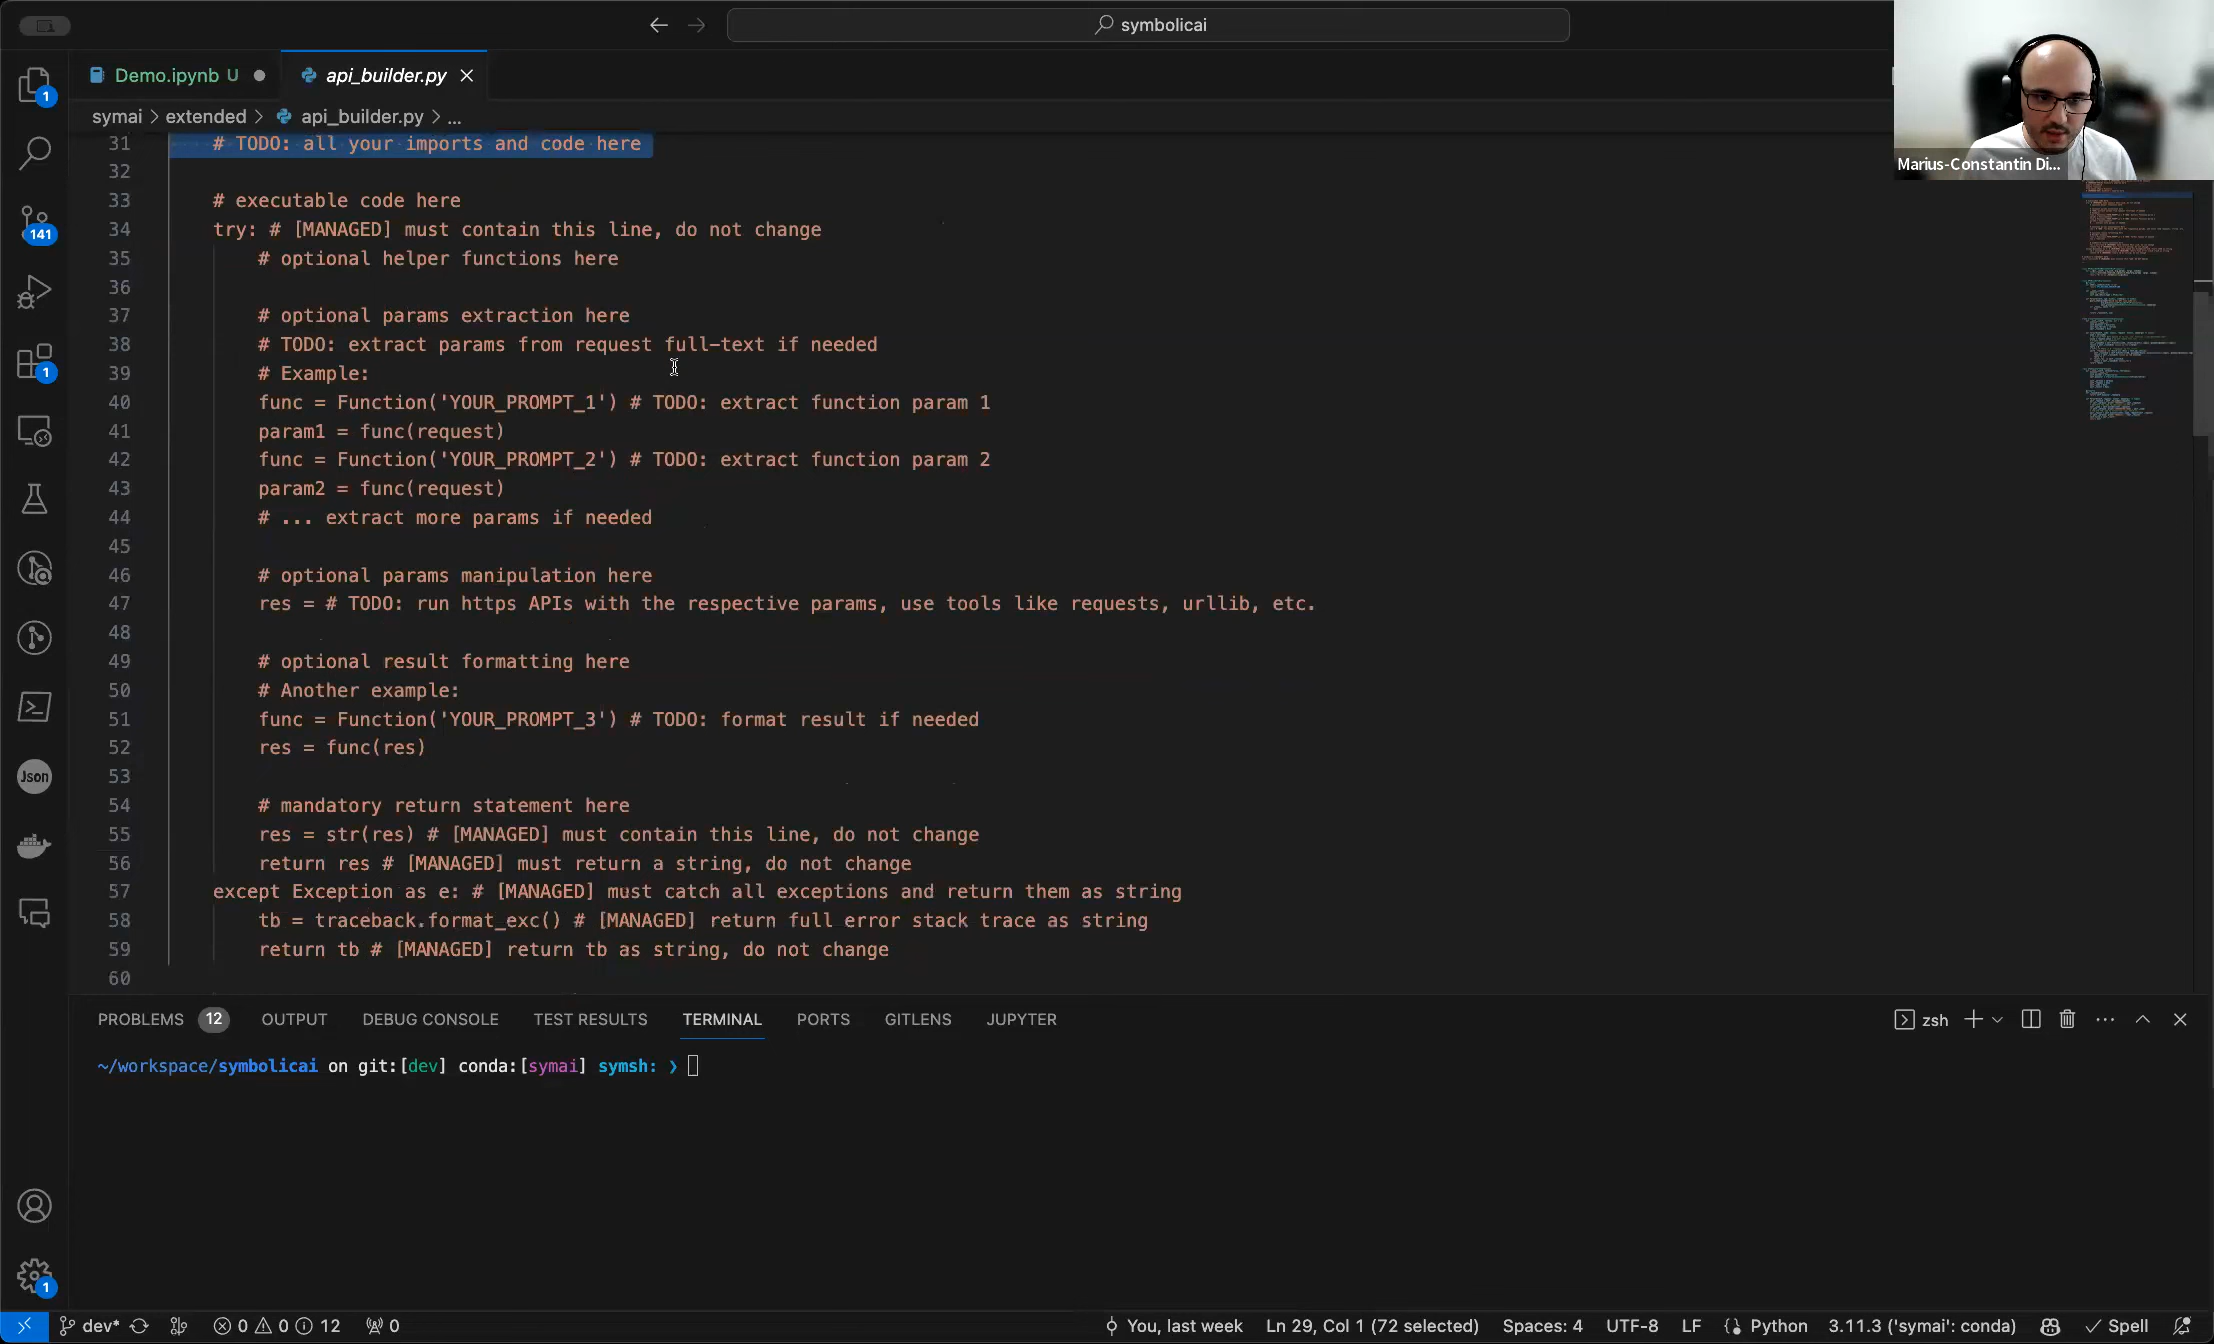 symbolicai
Demo.ipynb U
api_builder.py
symai > extended > api_builder.py > ...
Marius-Constantin Di...
31 # TODO: all your imports and code here
32
33 # executable code here
34 try: # [MANAGED] must contain this line, do not change
35 # optional helper functions here
36
37 # optional params extraction here
38 # TODO: extract params from request full-text if needed
39 # Example:
40 func = Function('YOUR_PROMPT_1') # TODO: extract function param 1
41 param1 = func(request)
42 func = Function('YOUR_PROMPT_2') # TODO: extract function param 2
43 param2 = func(request)
44 # ... extract more params if needed
45
46 # optional params manipulation here
47 res = # TODO: run https APIs with the respective params, use tools like requests, urllib, etc.
48
49 # optional result formatting here
50 # Another example:
51 func = Function('YOUR_PROMPT_3') # TODO: format result if needed
52 res = func(res)
53
54 # mandatory return statement here
55 res = str(res) # [MANAGED] must contain this line, do not change
56 return res # [MANAGED] must return a string, do not change
57 except Exception as e: # [MANAGED] must catch all exceptions and return them as string
58 tb = traceback.format_exc() # [MANAGED] return full error stack trace as string
59 return tb # [MANAGED] return tb as string, do not change
60
1
141
1
Json
1
PROBLEMS 12 OUTPUT DEBUG CONSOLE TEST RESULTS TERMINAL PORTS GITLENS JUPYTER
zsh
~/workspace/symbolicai on git:[dev] conda:[symai] symsh: ❯
dev* 0 0 12 0
You, last week Ln 29, Col 1 (72 selected) Spaces: 4 UTF-8 LF Python 3.11.3 ('symai': conda) Spell